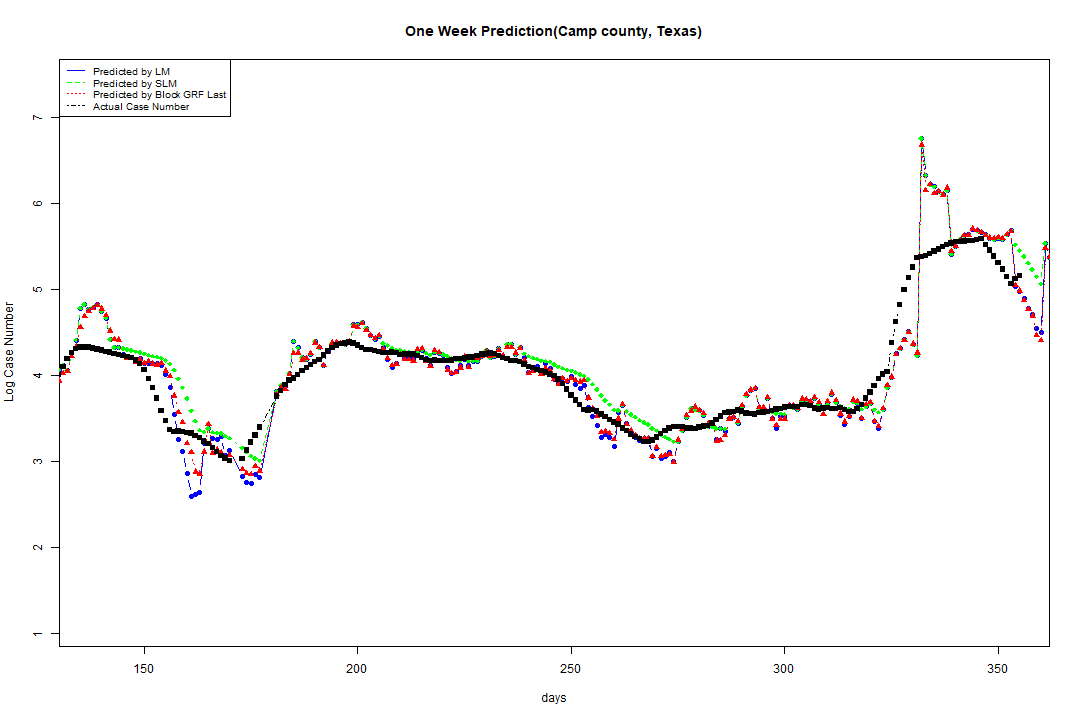 One Week Prediction(Camp county, Texas)
Predicted by LM
Predicted by SLM
Predicted by Block GRF Last
Actual Case Number
Log Case Number
7
6
5
4
3
2
1
150 200 250 300 350
days